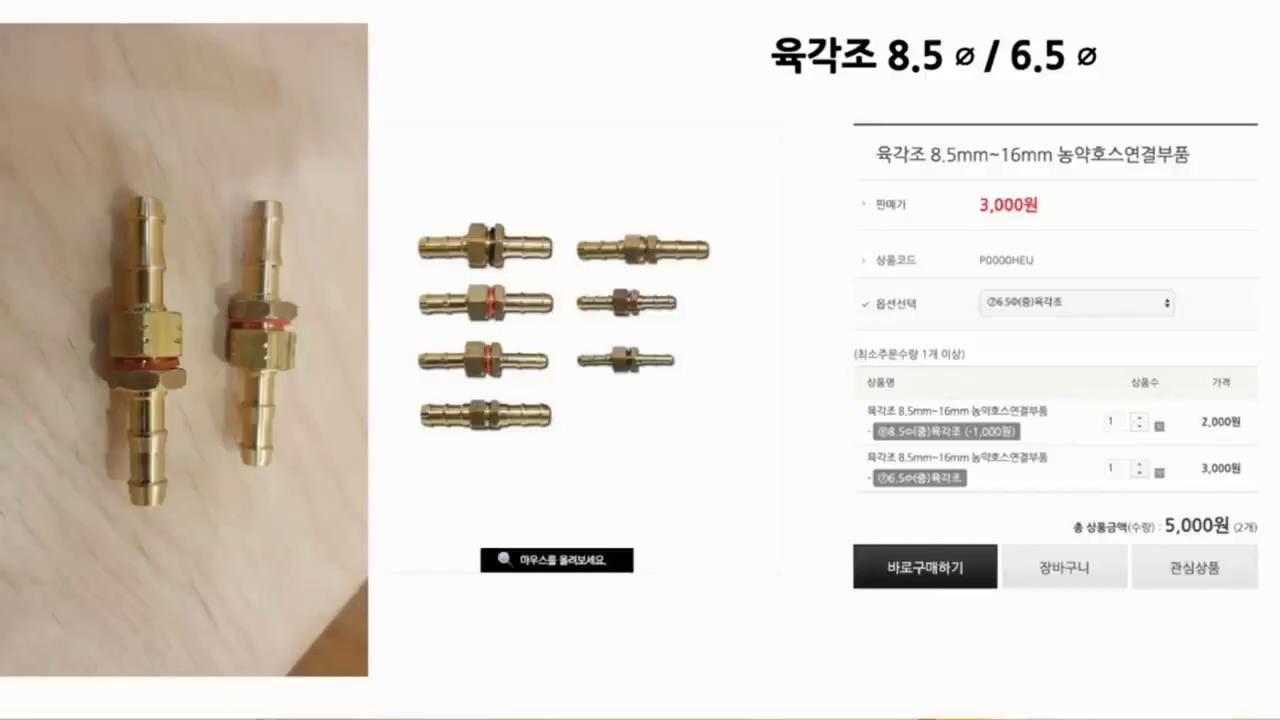 육각조 8.5 ∅ / 6.5 ∅
육각조 8.5mm~16mm 농약호스연결부품
판매가 3,000원
상품코드 P0000HEU
옵션선택 ⑦6.5Φ(중)육각조
(최소주문수량 1개 이상)
상품명 상품수 가격
육각조 8.5mm~16mm 농약호스연결부품
- ⑥8.5Φ(중)육각조 (-1,000원) 1 2,000원
육각조 8.5mm~16mm 농약호스연결부품
- ⑦6.5Φ(중)육각조 1 3,000원
총 상품금액(수량) : 5,000원 (2개)
마우스를 올려보세요.
바로구매하기 장바구니 관심상품